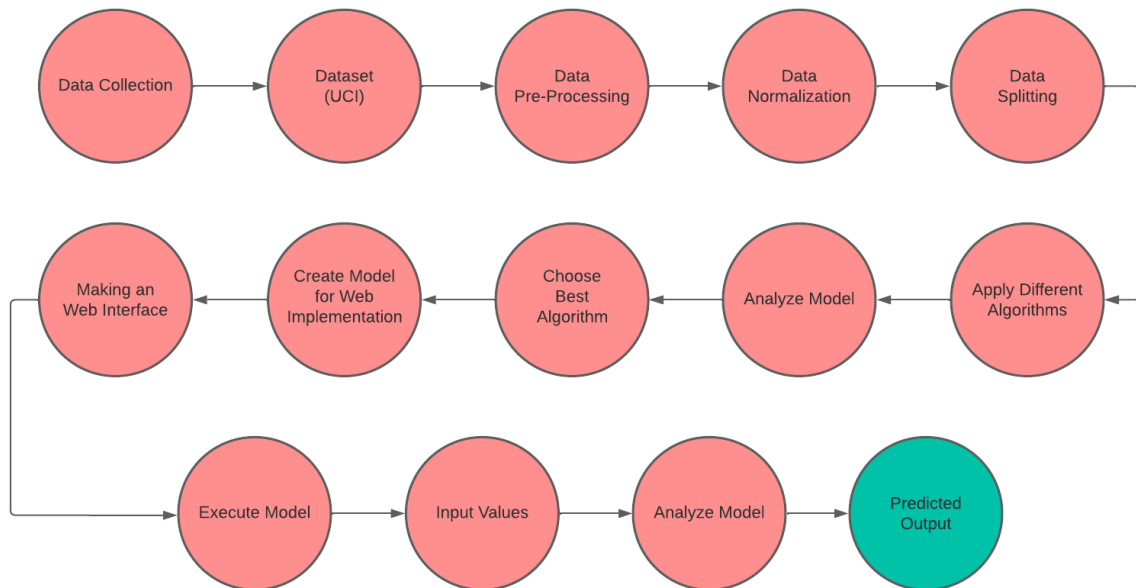 Data Collection
Dataset
(UCI)
Data
Pre-Processing
Data
Normalization
Data
Splitting
Making an
Web Interface
Create Model
for Web
Implementation
Choose
Best
Algorithm
Analyze Model
Apply Different
Algorithms
Execute Model
Input Values
Analyze Model
Predicted
Output